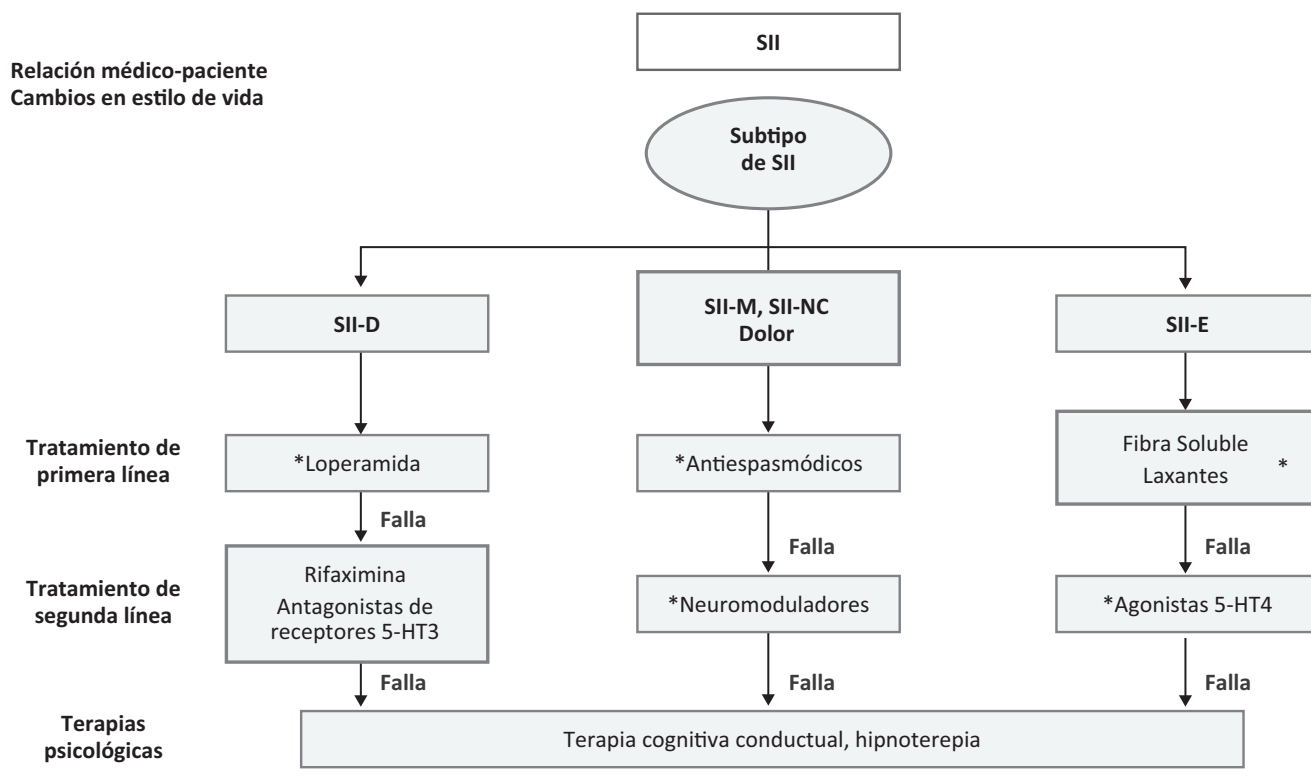 SII
Relación médico-paciente
Cambios en estilo de vida
Subtipo
de SII
SII-D
SII-M, SII-NC
Dolor
SII-E
Tratamiento de
primera línea
*Loperamida
*Antiespasmódicos
Fibra Soluble
Laxantes *
Falla
Falla
Falla
Tratamiento de
segunda línea
Rifaximina
Antagonistas de
receptores 5-HT3
*Neuromoduladores
*Agonistas 5-HT4
Falla
Falla
Falla
Terapias
psicológicas
Terapia cognitiva conductual, hipnoterepia